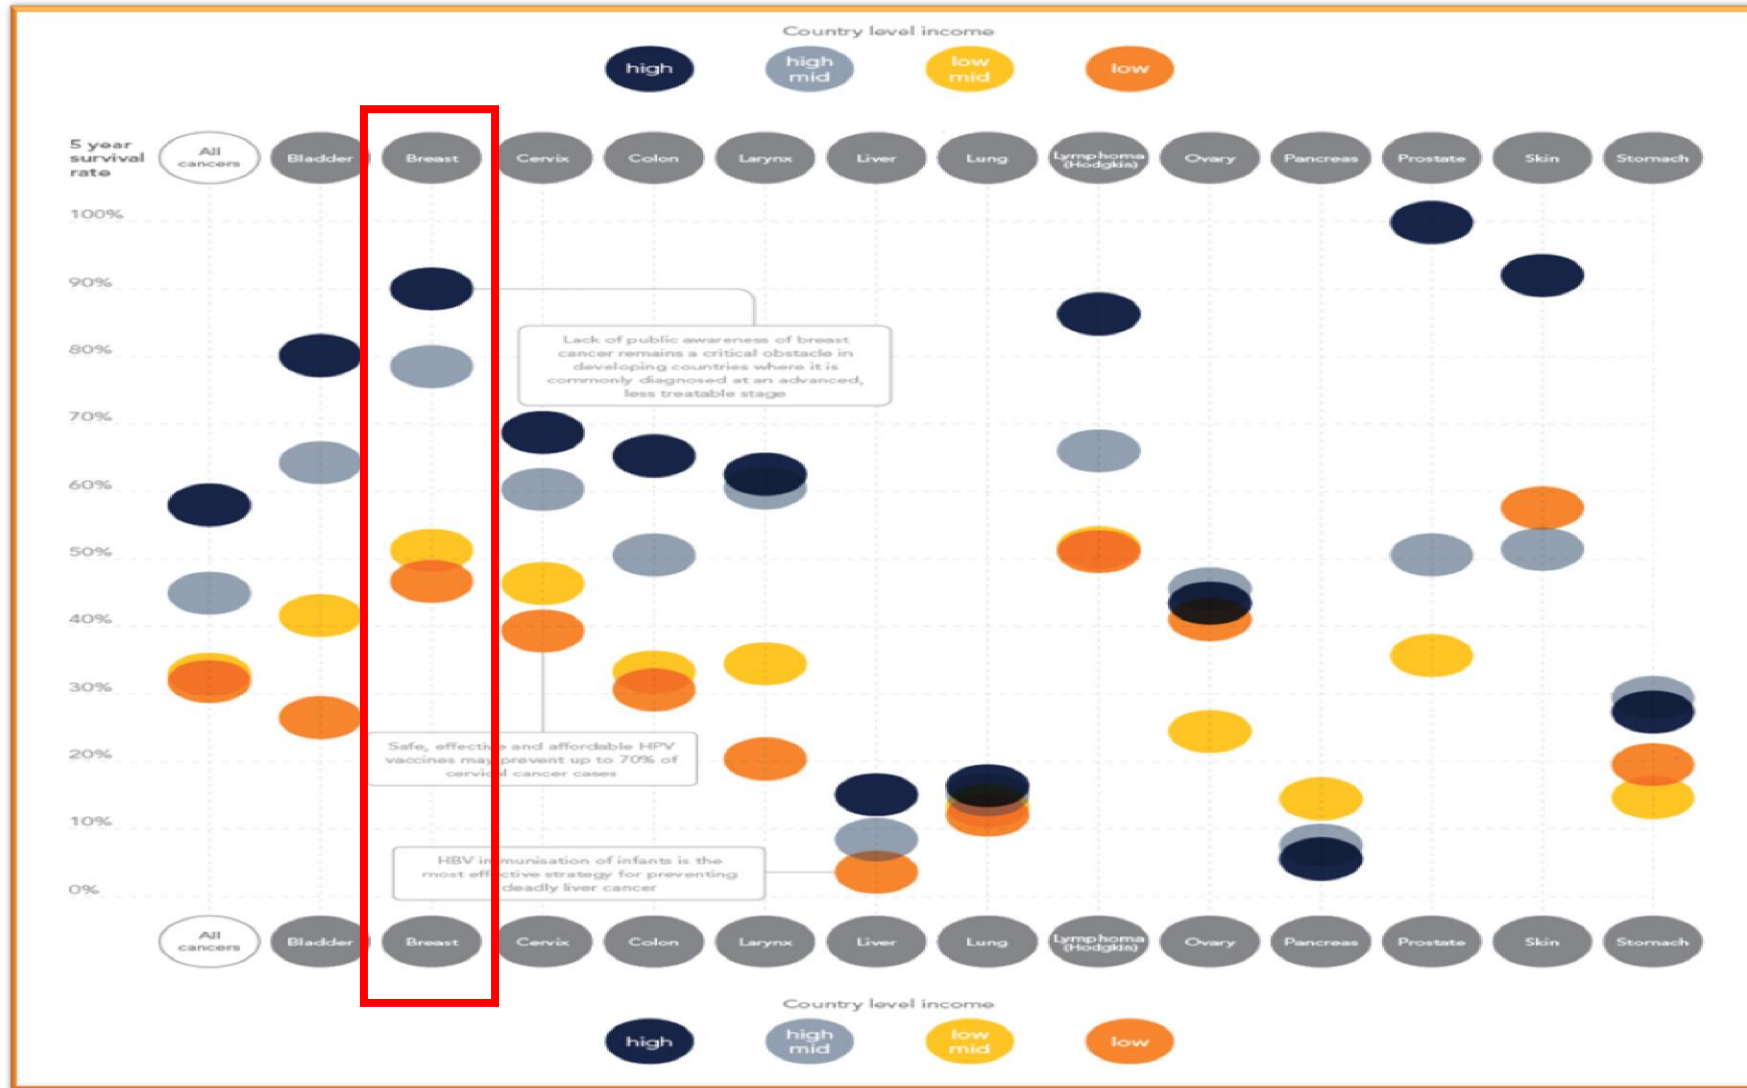 Country level income
high
high
mid
low
mid
low
5 year
survival
rate
All
cancers
Bladder
Breast
Cervix
Colon
Larynx
Liver
Lung
Lymphoma
(Hodgkin)
Ovary
Pancreas
Prostate
Skin
Stomach
100%
90%
80%
70%
60%
50%
40%
30%
20%
10%
0%
Lack of public awareness of breast
cancer remains a critical obstacle in
developing countries where it is
commonly diagnosed at an advanced,
less treatable stage
Safe, effective and affordable HPV
vaccines may prevent up to 70% of
cervical cancer cases
HBV immunisation of infants is the
most effective strategy for preventing
deadly liver cancer
All
cancers
Bladder
Breast
Cervix
Colon
Larynx
Liver
Lung
Lymphoma
(Hodgkin)
Ovary
Pancreas
Prostate
Skin
Stomach
Country level income
high
high
mid
low
mid
low